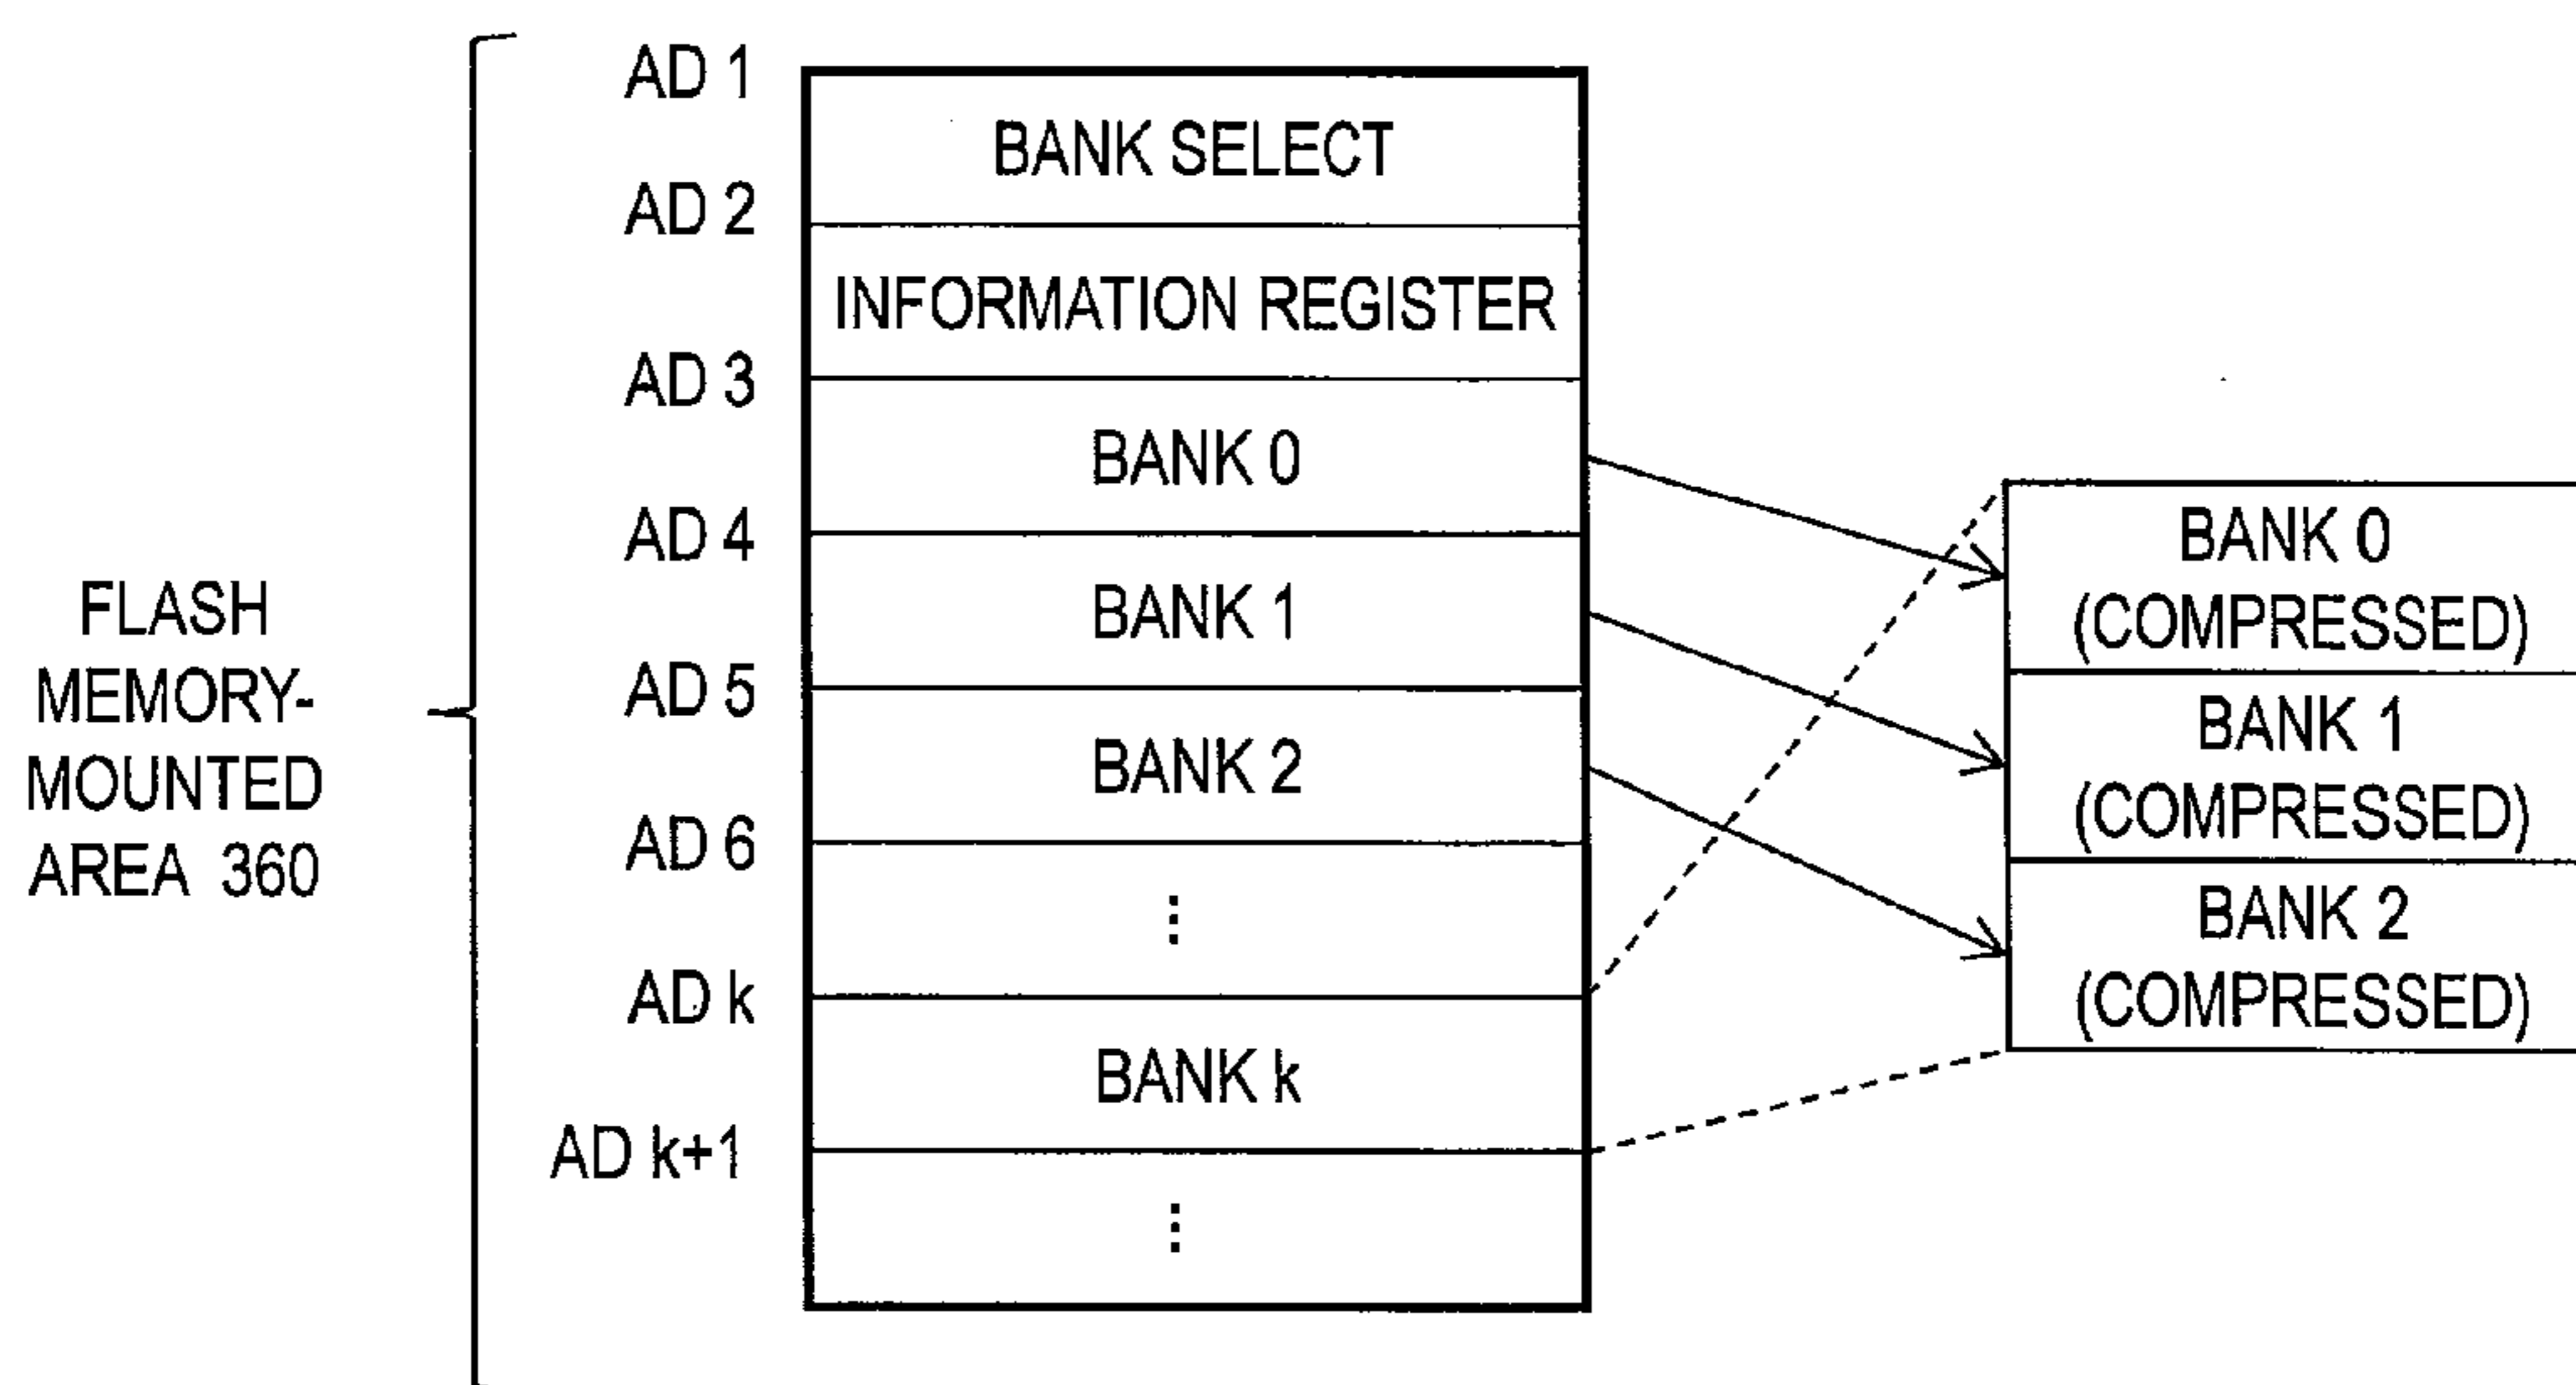 FLASH
MEMORY-
MOUNTED
AREA 360
AD 1
BANK SELECT
AD 2
INFORMATION REGISTER
AD 3
BANK 0
AD 4
BANK 1
AD 5
BANK 2
AD 6
⋮
AD k
BANK k
AD k+1
⋮
BANK 0
(COMPRESSED)
BANK 1
(COMPRESSED)
BANK 2
(COMPRESSED)